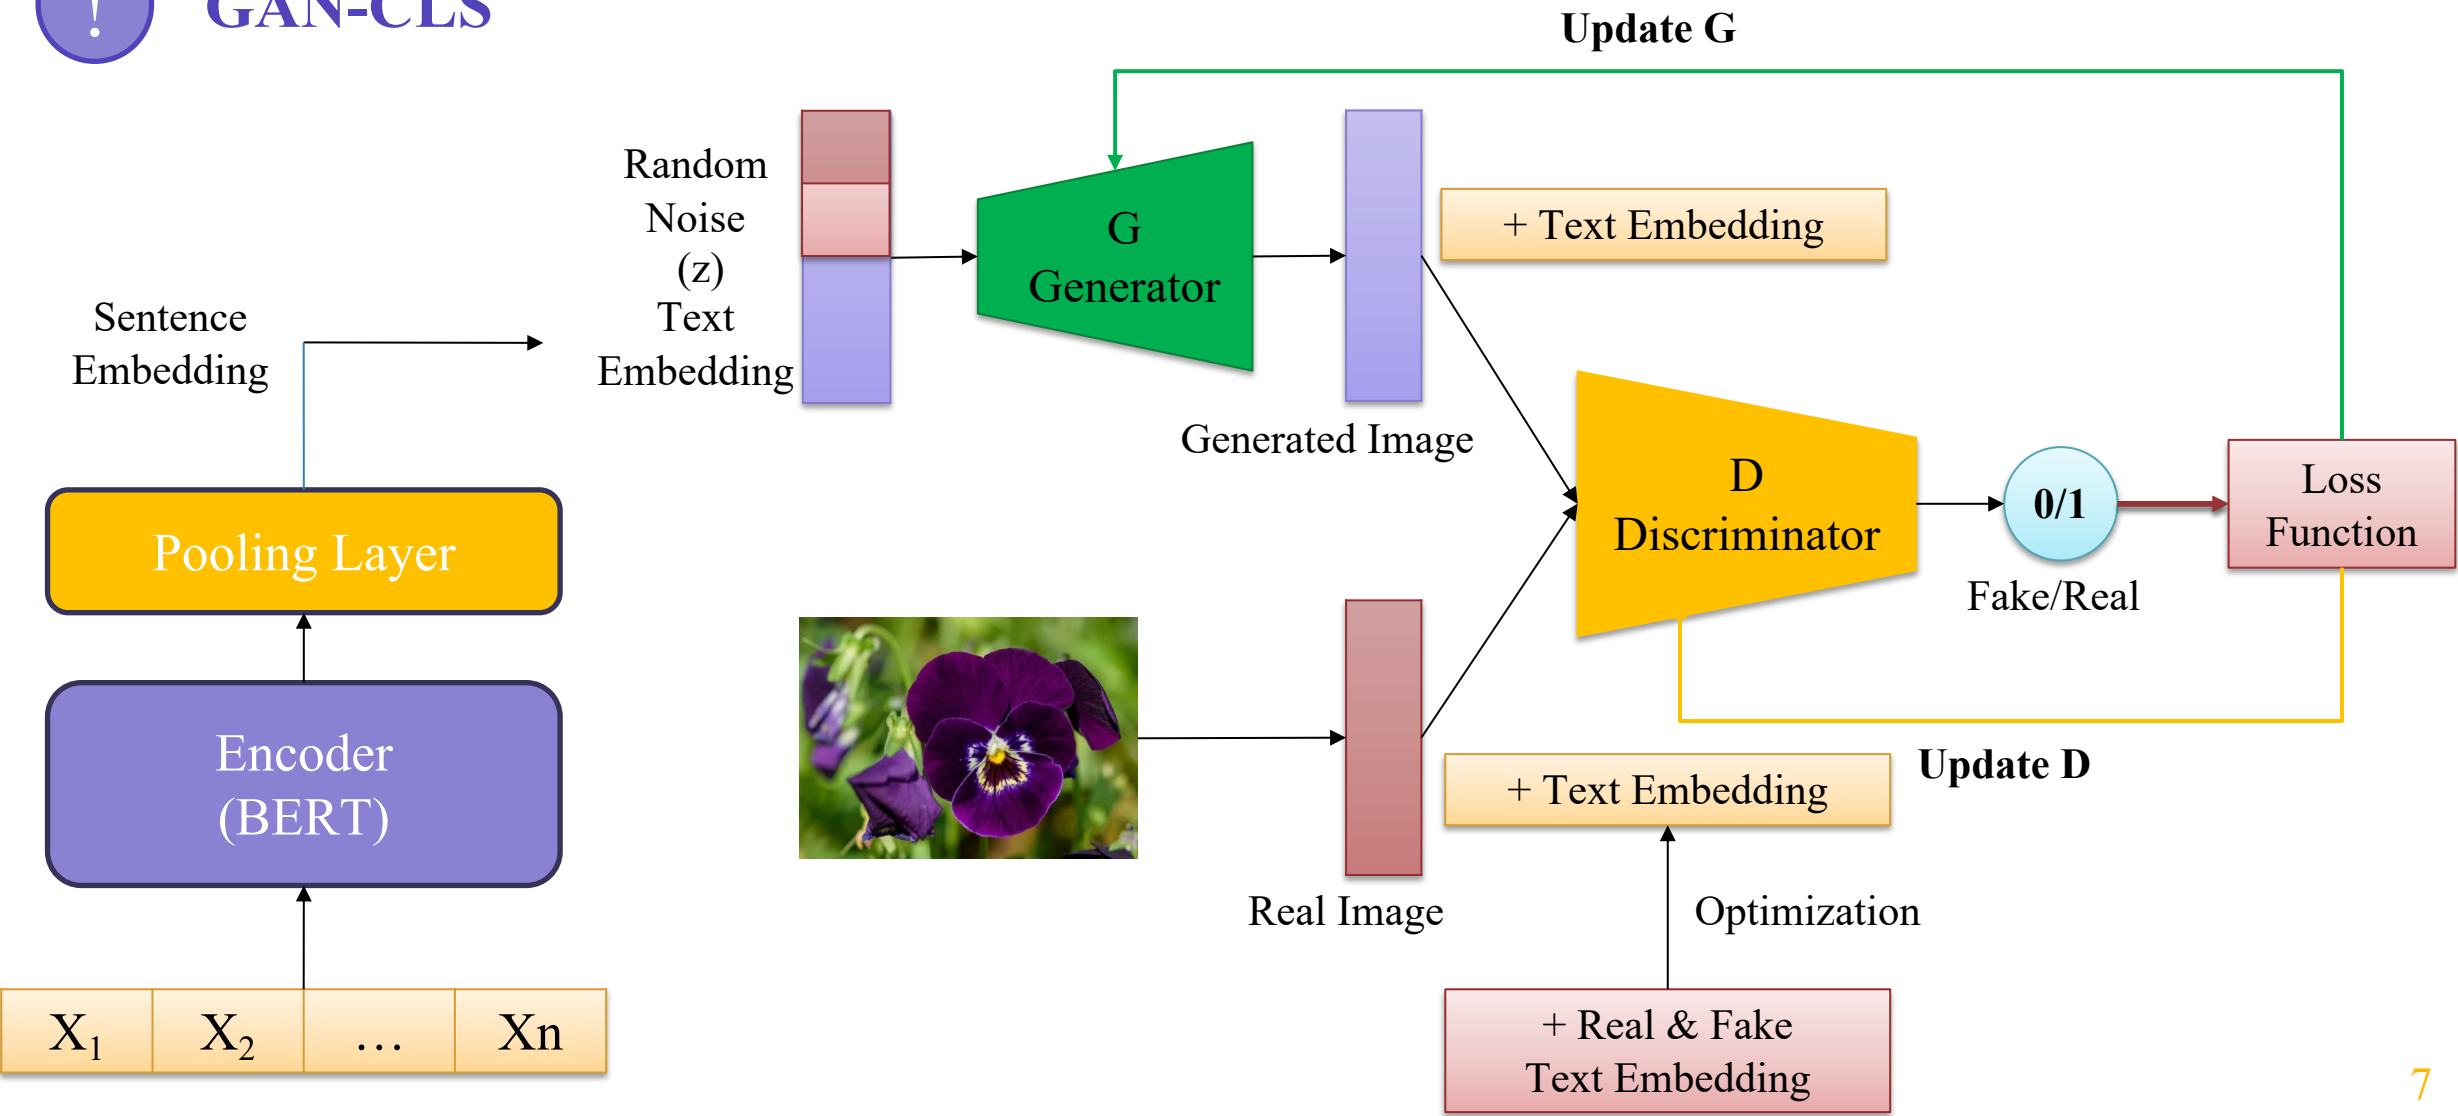 !
GAN-CLS
Update G
Random
Noise
(z)
Text
Embedding
G
Generator
+ Text Embedding
Sentence
Embedding
Generated Image
D
Discriminator
0/1
Fake/Real
Loss
Function
Pooling Layer
Encoder
(BERT)
Update D
+ Text Embedding
Real Image
Optimization
X1
X2
…
Xn
+ Real & Fake
Text Embedding
7